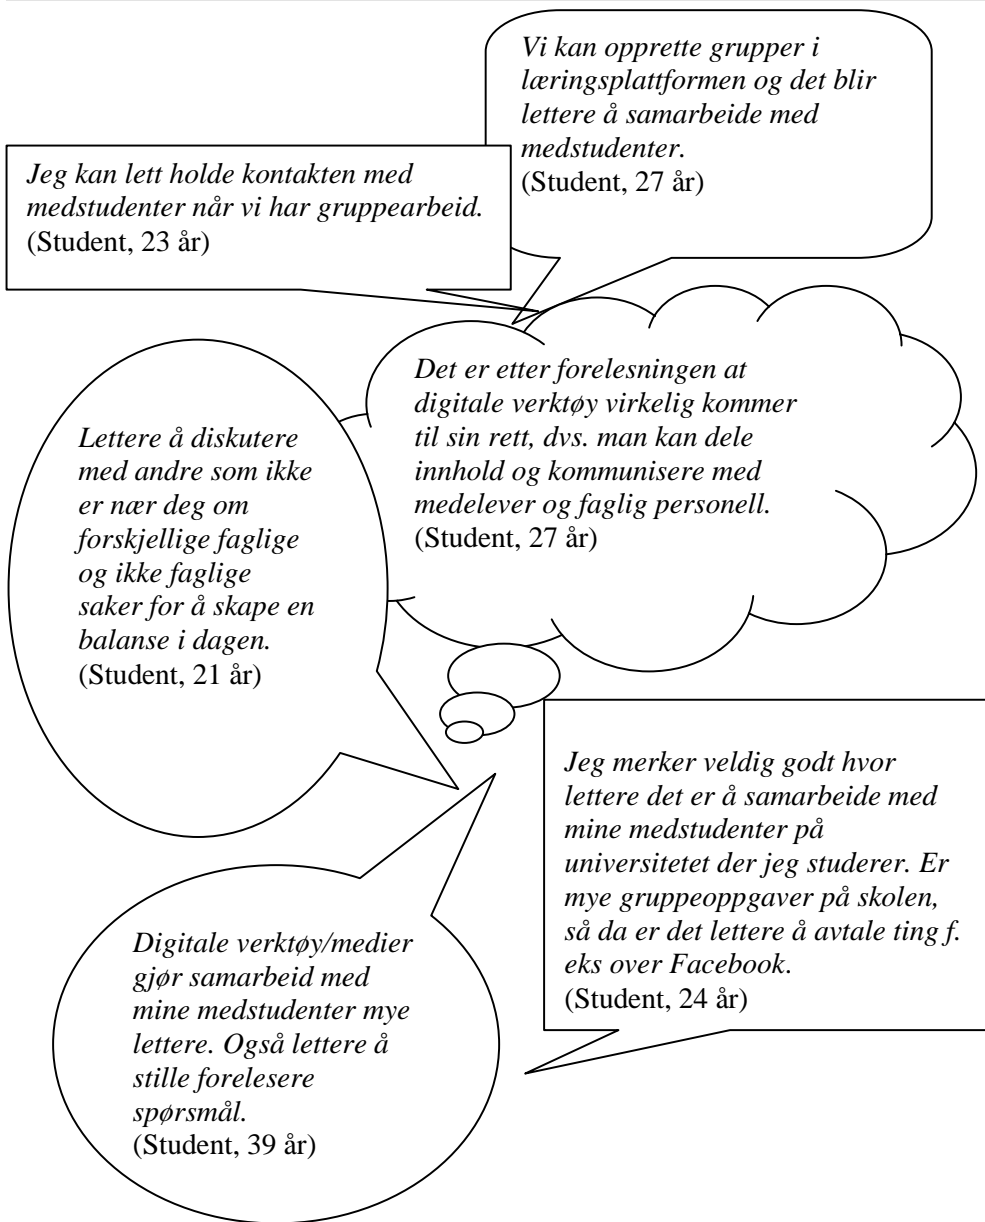 Vi kan opprette grupper i
læringsplattformen og det blir
lettere å samarbeide med
medstudenter.
(Student, 27 år)
Jeg kan lett holde kontakten med
medstudenter når vi har gruppearbeid.
(Student, 23 år)
Det er etter forelesningen at
digitale verktøy virkelig kommer
til sin rett, dvs. man kan dele
innhold og kommunisere med
medelever og faglig personell.
(Student, 27 år)
Lettere å diskutere
med andre som ikke
er nær deg om
forskjellige faglige
og ikke faglige
saker for å skape en
balanse i dagen.
(Student, 21 år)
Jeg merker veldig godt hvor
lettere det er å samarbeide med
mine medstudenter på
universitetet der jeg studerer. Er
mye gruppeoppgaver på skolen,
så da er det lettere å avtale ting f.
eks over Facebook.
(Student, 24 år)
Digitale verktøy/medier
gjør samarbeid med
mine medstudenter mye
lettere. Også lettere å
stille forelesere
spørsmål.
(Student, 39 år)